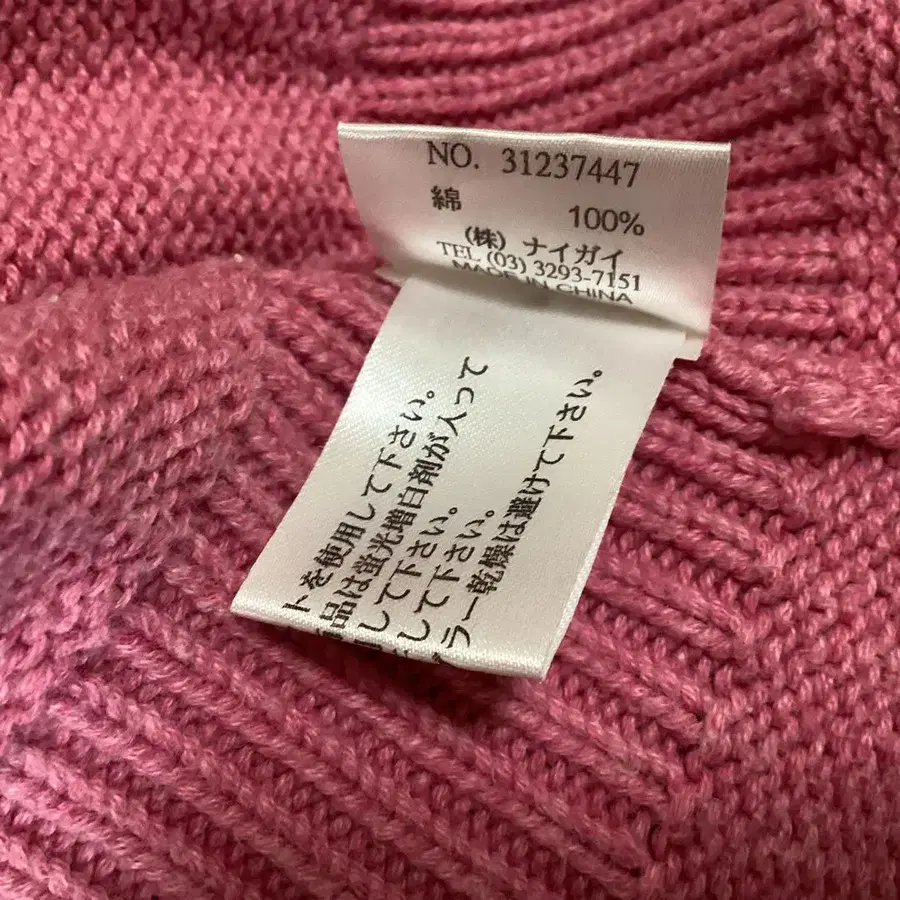 NO. 31237447
綿 100%
(株) ナイガイ
TEL (03) 3293-7151
MADE IN CHINA
トを使用して下さい。
品は蛍光増白剤が入って
して下さい。
して下さい。
ラー乾燥は避けて下さい。